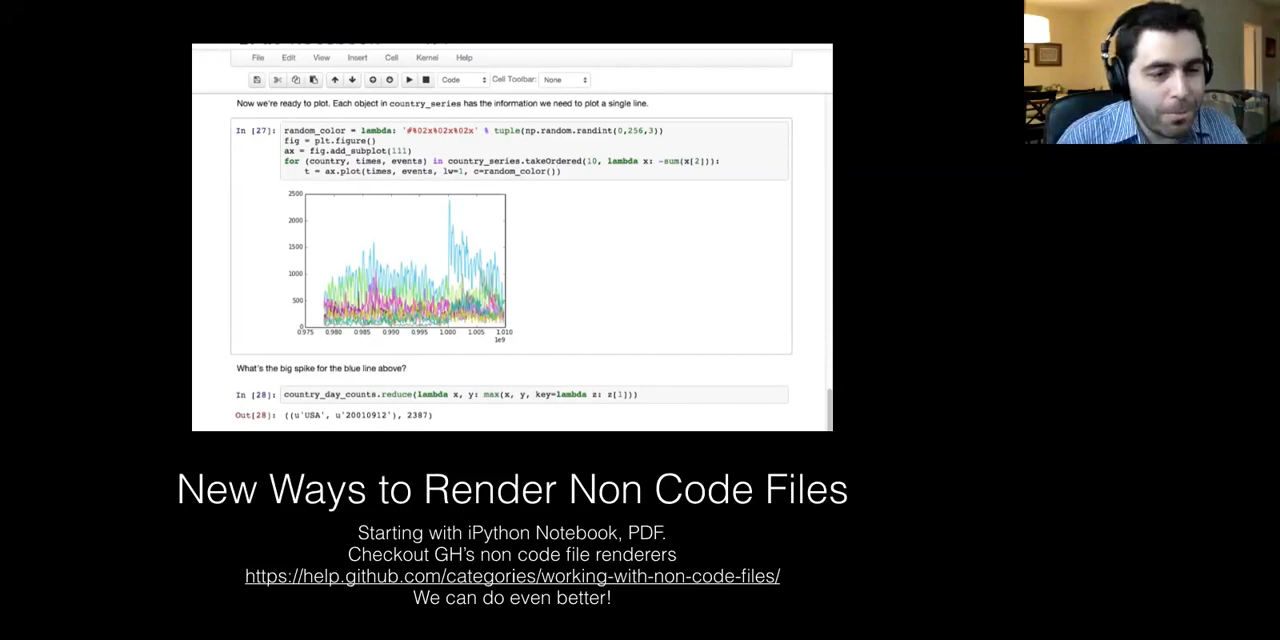 File Edit View Insert Cell Kernel Help
Code Cell Toolbar: None
Now we're ready to plot. Each object in country_series has the information we need to plot a single line.
In [27]: random_color = lambda: '#%02x%02x%02x' % tuple(np.random.randint(0,256,3))
fig = plt.figure()
ax = fig.add_subplot(111)
for (country, times, events) in country_series.takeOrdered(10, lambda x: -sum(x[2])):
t = ax.plot(times, events, lw=1, c=random_color())
2500
2000
1500
1000
500
0
0.975 0.980 0.985 0.990 0.995 1.000 1.005 1.010
1e9
What's the big spike for the blue line above?
In [28]: country_day_counts.reduce(lambda x, y: max(x, y, key=lambda z: z[1]))
Out[28]: ((u'USA', u'20010912'), 2387)
New Ways to Render Non Code Files
Starting with iPython Notebook, PDF.
Checkout GH's non code file renderers
https://help.github.com/categories/working-with-non-code-files/
We can do even better!